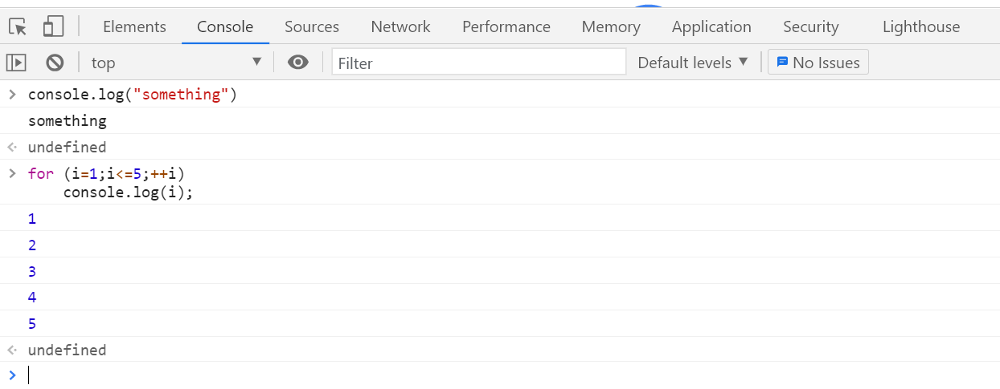 Elements Console Sources Network Performance Memory Application Security Lighthouse
top Filter Default levels No Issues
console.log("something")
something
undefined
for (i=1;i<=5;++i)
    console.log(i);
1
2
3
4
5
undefined